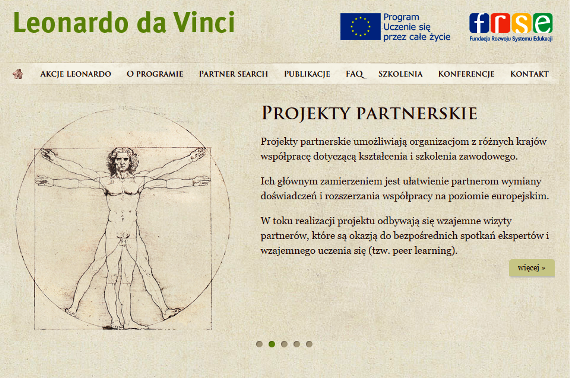 Leonardo da Vinci
Program
Uczenie się
przez całe życie
frse
Fundacja Rozwoju Systemu Edukacji
AKCJE LEONARDO O PROGRAMIE PARTNER SEARCH PUBLIKACJE FAQ SZKOLENIA KONFERENCJE KONTAKT
PROJEKTY PARTNERSKIE
Projekty partnerskie umożliwiają organizacjom z różnych krajów
współpracę dotyczącą kształcenia i szkolenia zawodowego.
Ich głównym zamierzeniem jest ułatwienie partnerom wymiany
doświadczeń i rozszerzania współpracy na poziomie europejskim.
W toku realizacji projektu odbywają się wzajemne wizyty
partnerów, które są okazją do bezpośrednich spotkań ekspertów i
wzajemnego uczenia się (tzw. peer learning).
więcej »